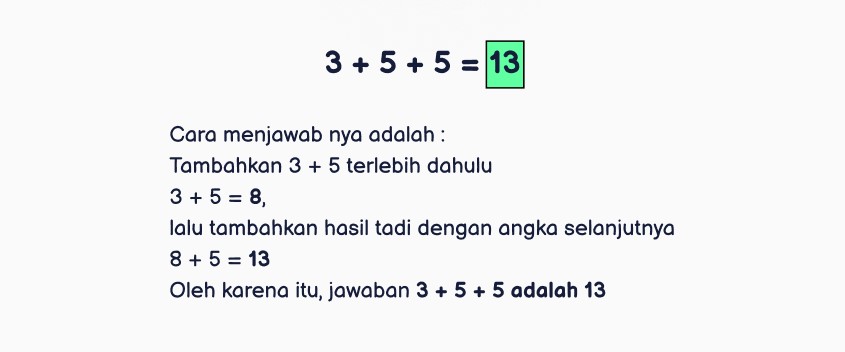 3 + 5 + 5 = 13
Cara menjawab nya adalah :
Tambahkan 3 + 5 terlebih dahulu
3 + 5 = 8,
lalu tambahkan hasil tadi dengan angka selanjutnya
8 + 5 = 13
Oleh karena itu, jawaban 3 + 5 + 5 adalah 13